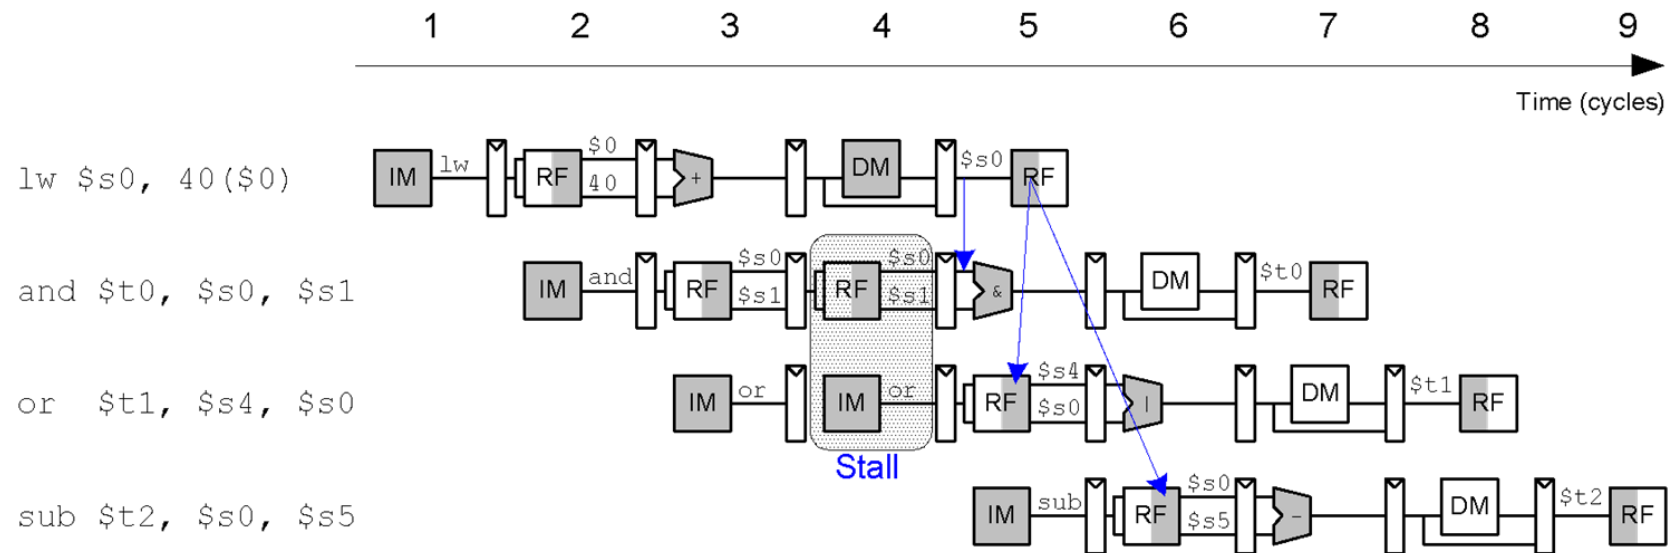 1 2 3 4 5 6 7 8 9
Time (cycles)
lw $s0, 40($0) IM lw RF $0 40 + DM $s0 RF
and $t0, $s0, $s1 IM and RF $s0 $s1 RF $s0 $s1 & DM $t0 RF
or $t1, $s4, $s0 IM or IM or RF $s4 $s0 | DM $t1 RF
Stall
sub $t2, $s0, $s5 IM sub RF $s0 $s5 - DM $t2 RF